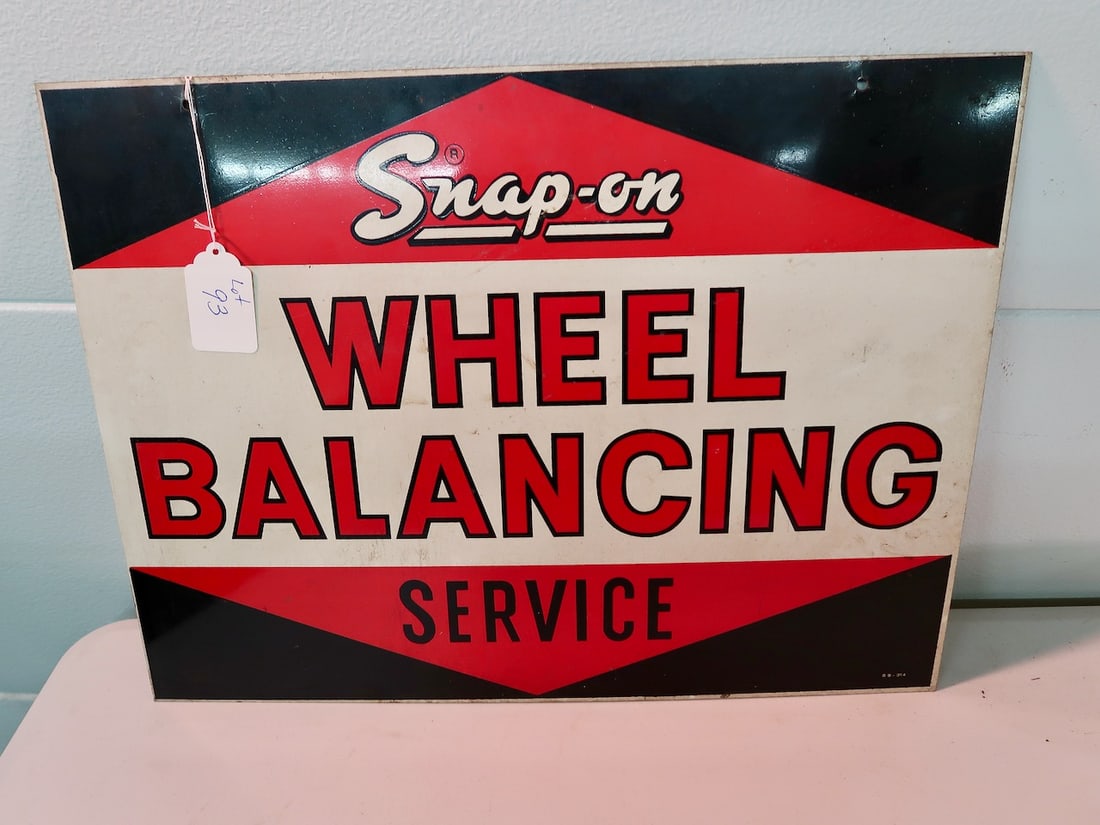 Snap-on ®
Lot
93
WHEEL
BALANCING
SERVICE